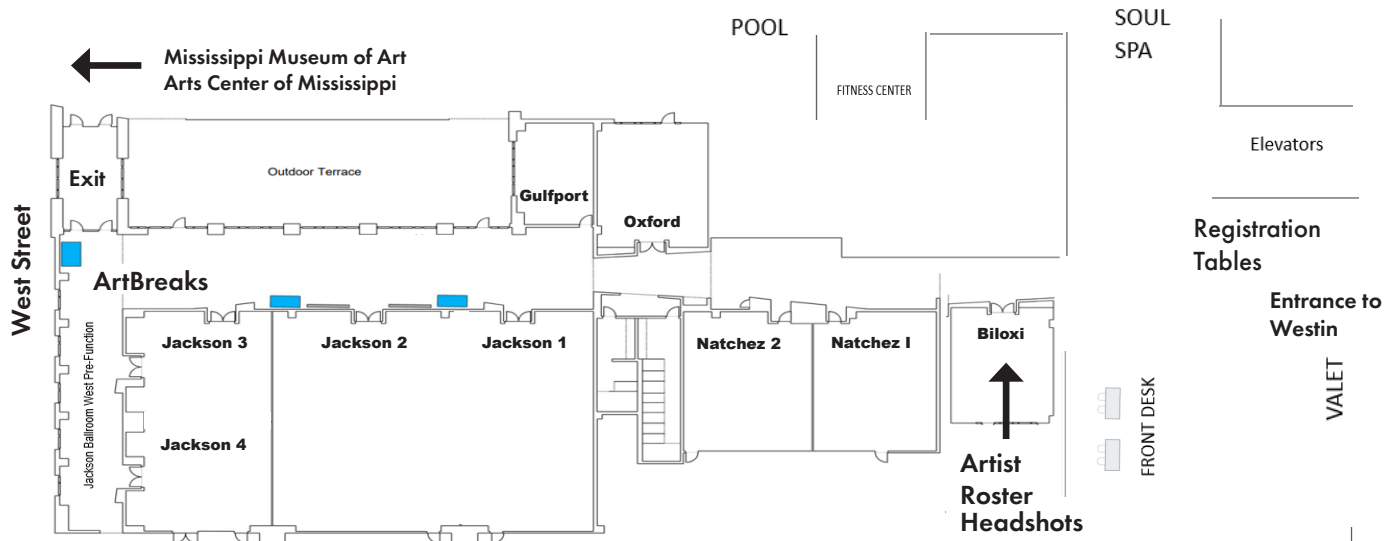 POOL
SOUL
SPA
Mississippi Museum of Art
Arts Center of Mississippi
FITNESS CENTER
Elevators
Exit
Outdoor Terrace
Gulfport
Oxford
West Street
Registration
Tables
ArtBreaks
Entrance to
Westin
Jackson Ballroom West Pre-Function
Jackson 3
Jackson 2
Jackson 1
Natchez 2
Natchez I
Biloxi
VALET
FRONT DESK
Jackson 4
Artist
Roster
Headshots